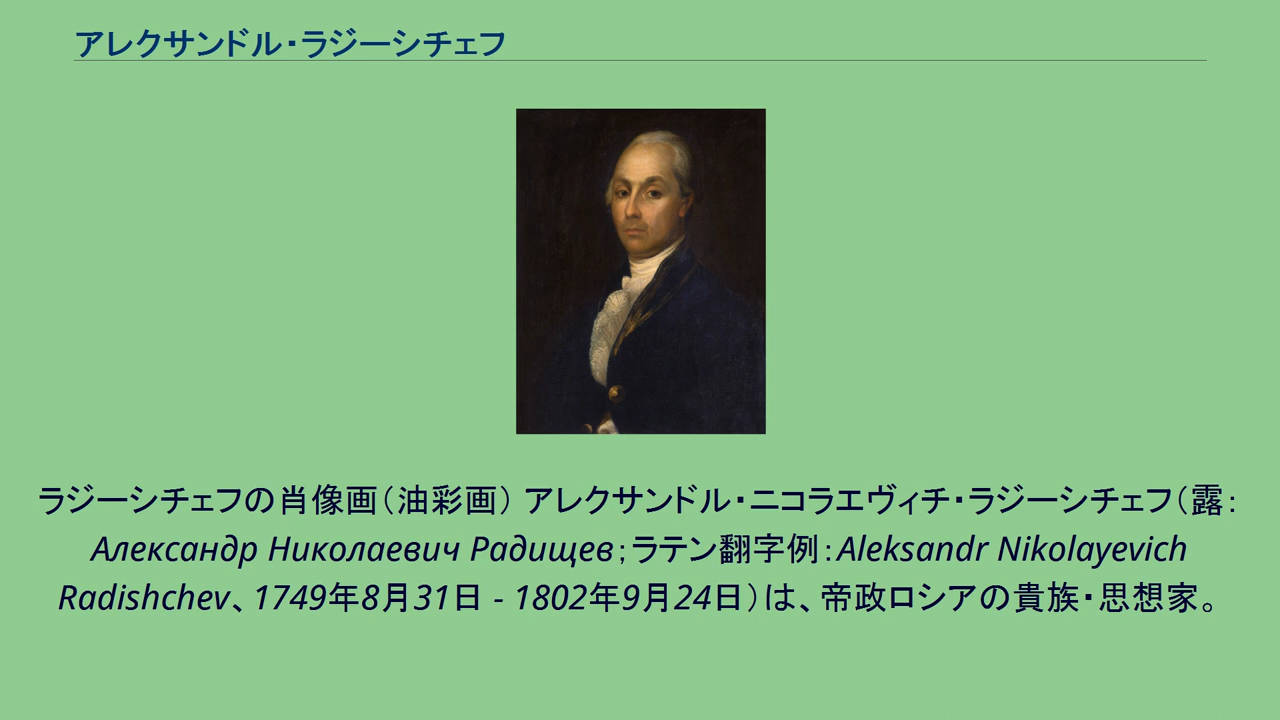 アレクサンドル・ラジーシチェフ
ラジーシチェフの肖像画（油彩画） アレクサンドル・ニコラエヴィチ・ラジーシチェフ（露：
Александр Николаевич Радищев；ラテン翻字例：Aleksandr Nikolayevich
Radishchev、1749年8月31日 - 1802年9月24日）は、帝政ロシアの貴族・思想家。